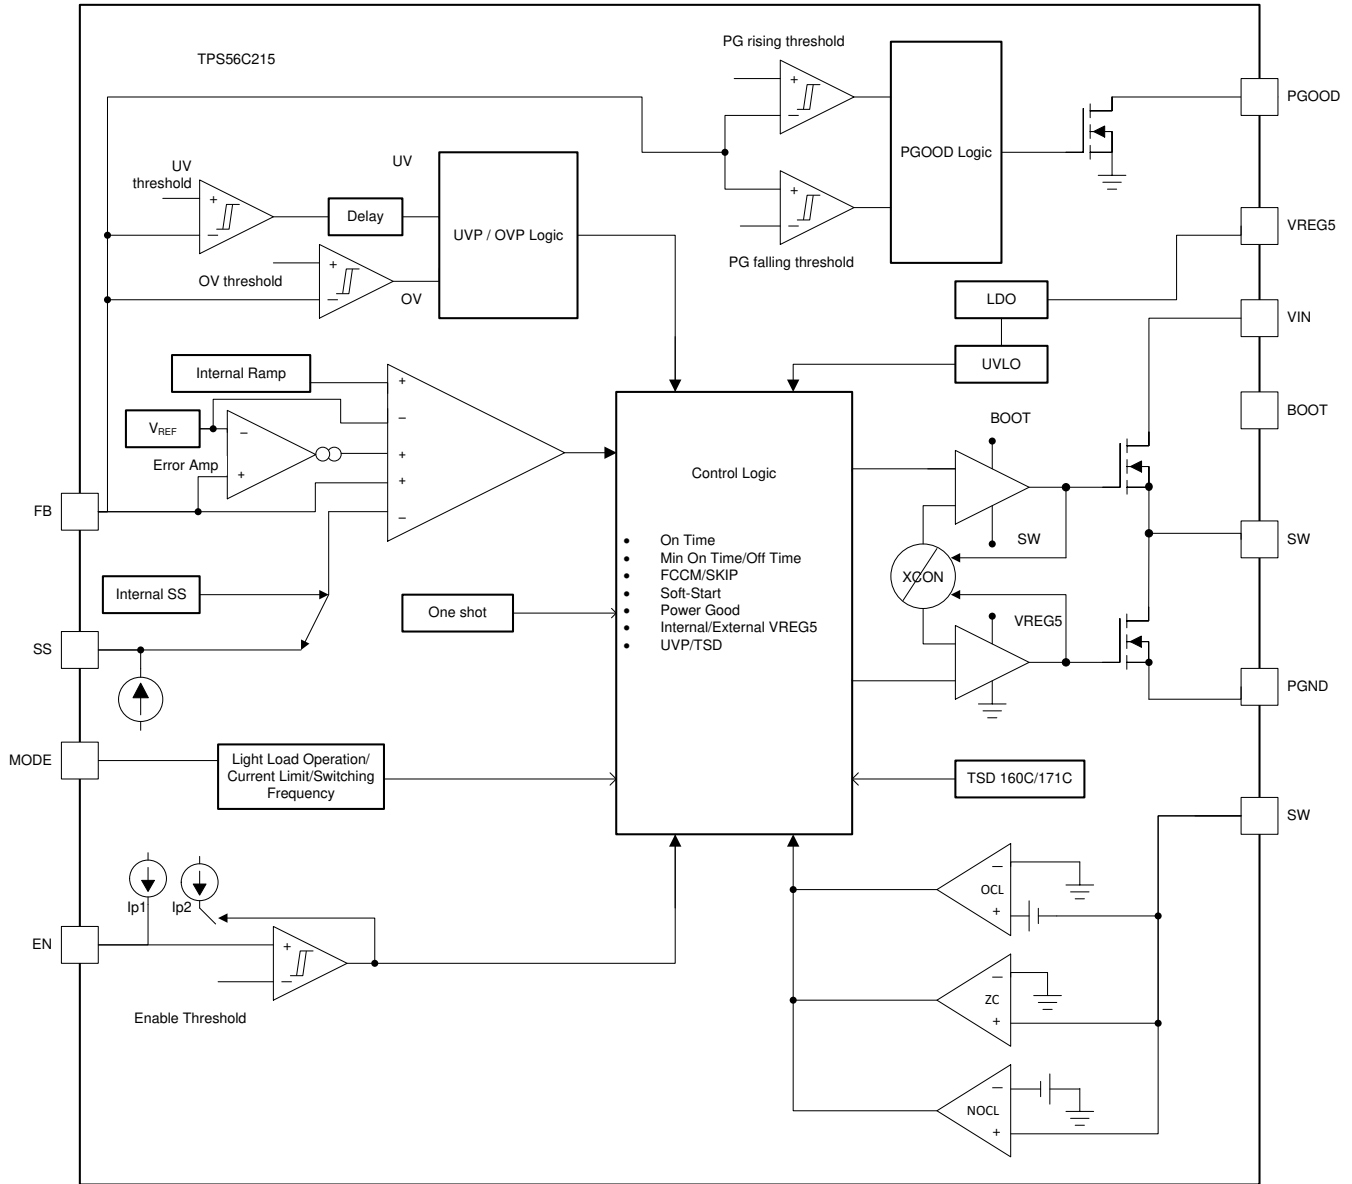 TPS56C215
PG rising threshold
PG falling threshold
PGOOD Logic
PGOOD
VREG5
VIN
BOOT
SW
PGND
SW
UV
threshold
+
−
Delay
UV
UVP / OVP Logic
OV threshold
+
−
OV
+
−
+
−
LDO
UVLO
Internal Ramp
VREF
Error Amp
−
+
+
−
+
+
−
FB
Internal SS
SS
MODE
EN
One shot
Light Load Operation/
Current Limit/Switching
Frequency
Control Logic
• On Time
• Min On Time/Off Time
• FCCM/SKIP
• Soft-Start
• Power Good
• Internal/External VREG5
• UVP/TSD
BOOT
SW
XCON
VREG5
TSD 160C/171C
Ip1
Ip2
+
−
Enable Threshold
−
OCL
+
−
ZC
+
−
NOCL
+